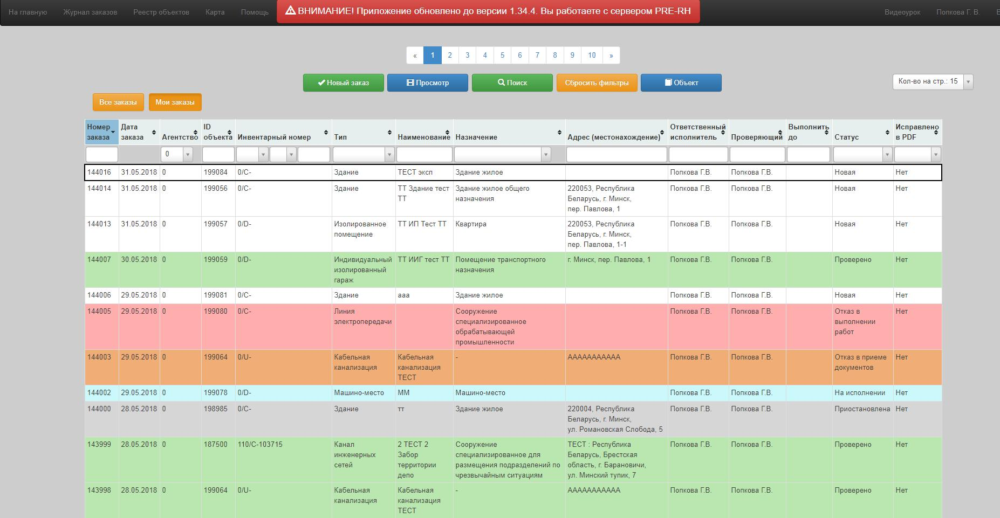 На главную Журнал заказов Реестр объектов Карта Помощь ВНИМАНИЕ! Приложение обновлено до версии 1.34.4. Вы работаете с сервером PRE-RH Видеоурок Попкова Г. В.
« 1 2 3 4 5 6 7 8 9 10 »
Новый заказ Просмотр Поиск Сбросить фильтры Объект Кол-во на стр.: 15
Все заказы Мои заказы
Номер заказа Дата заказа Агентство ID объекта Инвентарный номер Тип Наименование Назначение Адрес (местонахождение) Ответственный исполнитель Проверяющий Выполнить до Статус Исправлено в PDF
0
144016 31.05.2018 0 199084 0/C- Здание ТЕСТ эксп Здание жилое Попкова Г.В. Попкова Г.В. Новая Нет
144014 31.05.2018 0 199056 0/C- Здание ТТ Здание тест Здание жилое общего 220053, Республика Попкова Г.В. Попкова Г.В. Новая Нет
ТТ назначения Беларусь, г. Минск,
пер. Павлова, 1
144013 31.05.2018 0 199057 0/D- Изолированное ТТ ИП Тест ТТ Квартира 220053, Республика Попкова Г.В. Попкова Г.В. Новая Нет
помещение Беларусь, г. Минск,
пер. Павлова, 1-1
144007 30.05.2018 0 199059 0/D- Индивидуальный ТТ ИИГ тест ТТ Помещение транспортного г. Минск, пер. Павлова, 1 Попкова Г.В. Попкова Г.В. Проверено Нет
изолированный назначения
гараж
144006 29.05.2018 0 199081 0/C- Здание ааа Здание жилое Попкова Г.В. Попкова Г.В. Новая Нет
144005 29.05.2018 0 199080 0/C- Линия Сооружение Попкова Г.В. Попкова Г.В. Отказ в Нет
электропередачи специализированное выполнении
обрабатывающей работ
промышленности
144003 29.05.2018 0 199064 0/U- Кабельная Кабельная - ААААААААААА Попкова Г.В. Попкова Г.В. Отказ в приеме Нет
канализация канализация документов
ТЕСТ
144002 29.05.2018 0 199078 0/D- Машино-место ММ Машино-место Попкова Г.В. Попкова Г.В. На исполнении Нет
144000 28.05.2018 0 198985 0/C- Здание тт Здание жилое 220004, Республика Попкова Г.В. Попкова Г.В. Приостановлена Нет
Беларусь, г. Минск,
ул. Романовская Слобода, 5
143999 28.05.2018 0 187500 110/C-103715 Канал 2 ТЕСТ 2 Сооружение ТЕСТ : Республика Попкова Г.В. Попкова Г.В. Проверено Нет
инженерных Забор специализированное для Беларусь, Брестская
сетей территории размещения подразделений по область, г. Барановичи,
депо чрезвычайным ситуациям ул. Минский тупик, 7
143998 28.05.2018 0 199064 0/U- Кабельная Кабельная - ААААААААААА Попкова Г.В. Попкова Г.В. Проверено Нет
канализация канализация
ТЕСТ